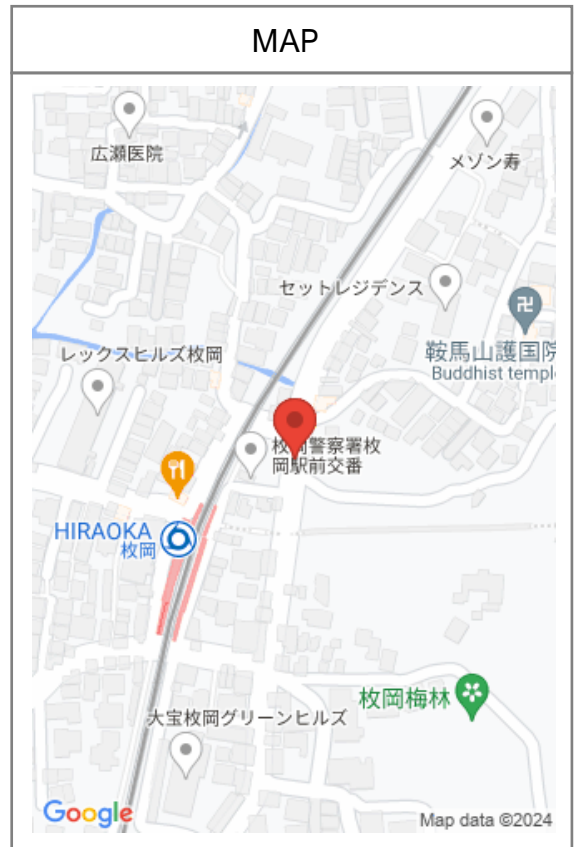 MAP
広瀬医院
メゾン寿
セットレジデンス
鞍馬山護国院
Buddhist templ
レックスヒルズ枚岡
枚岡警察署枚
岡駅前交番
HIRAOKA
枚岡
枚岡梅林
大宝枚岡グリーンヒルズ
Google
Map data ©2024